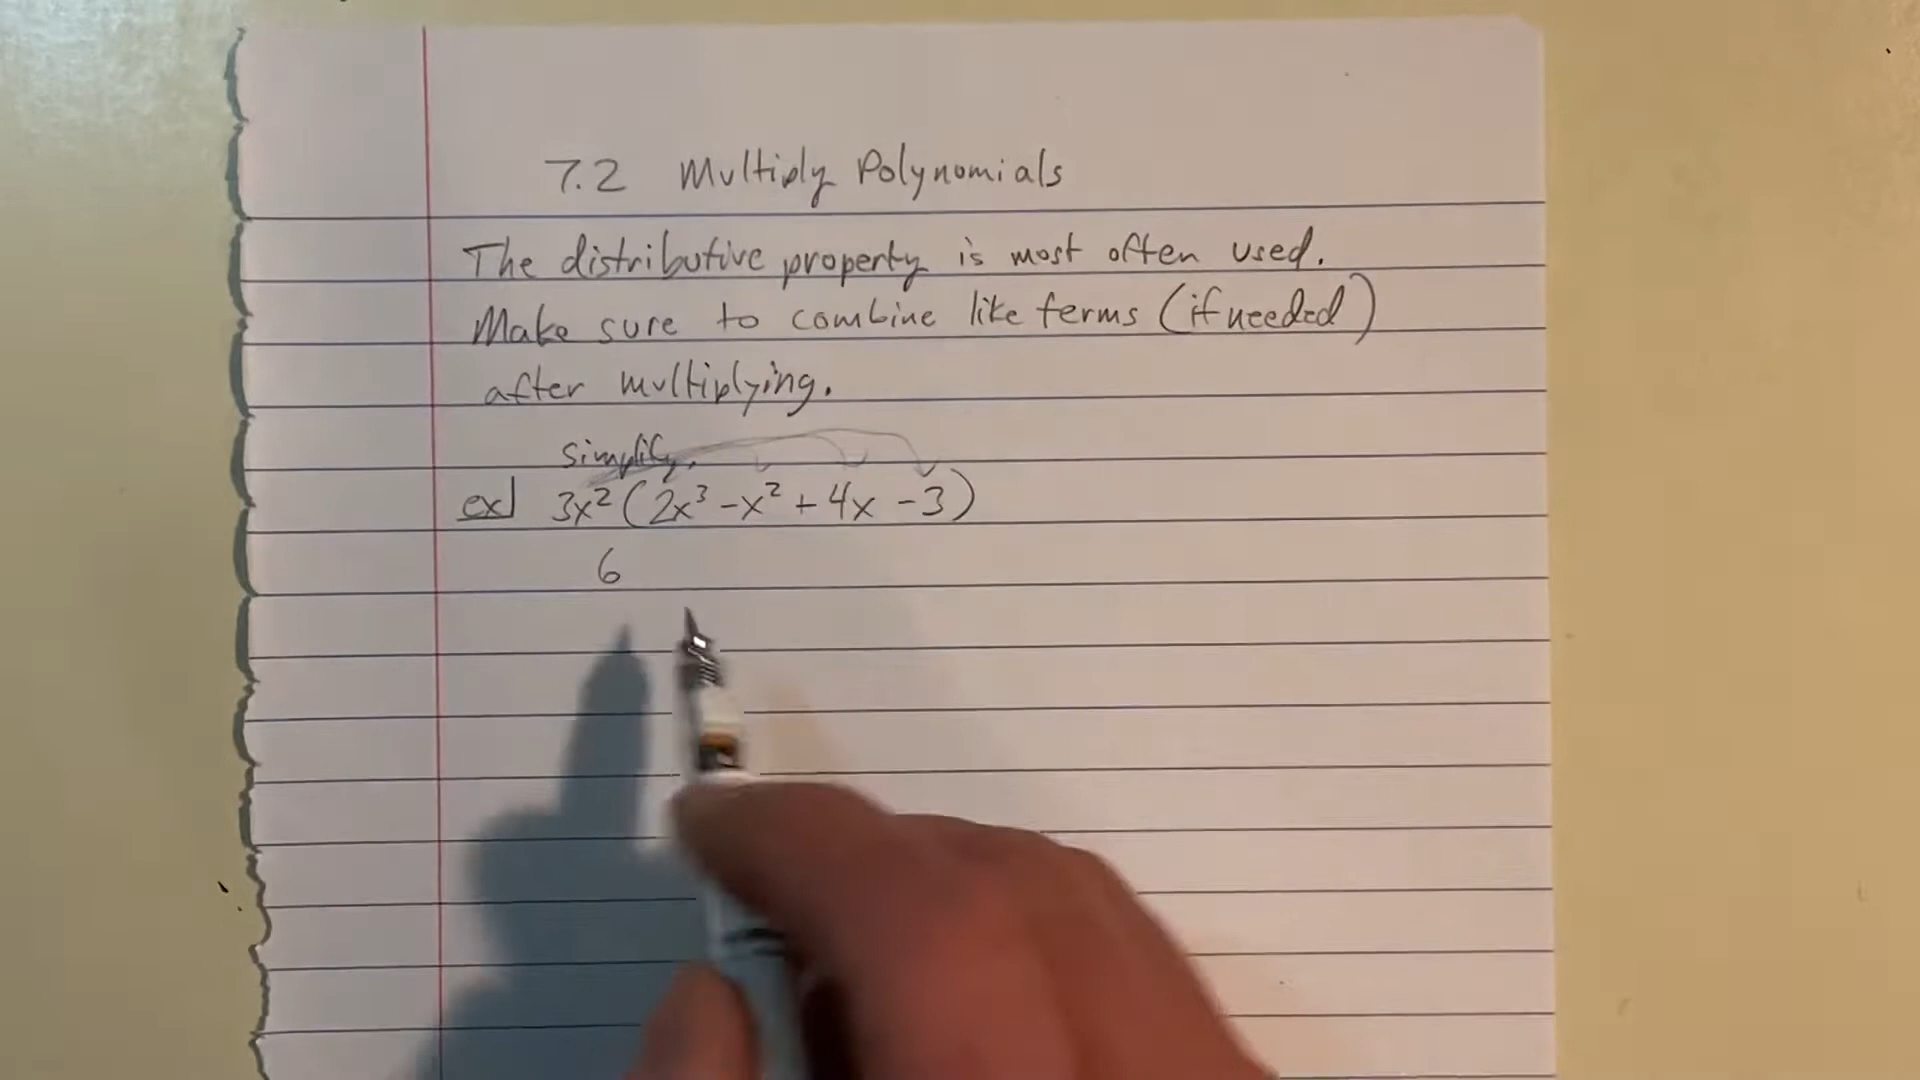 7.2 Multiply Polynomials
The distributive property is most often used.
Make sure to combine like terms (if needed)
after multiplying.
Simplify.
ex] 3x² (2x³ - x² + 4x - 3)
6